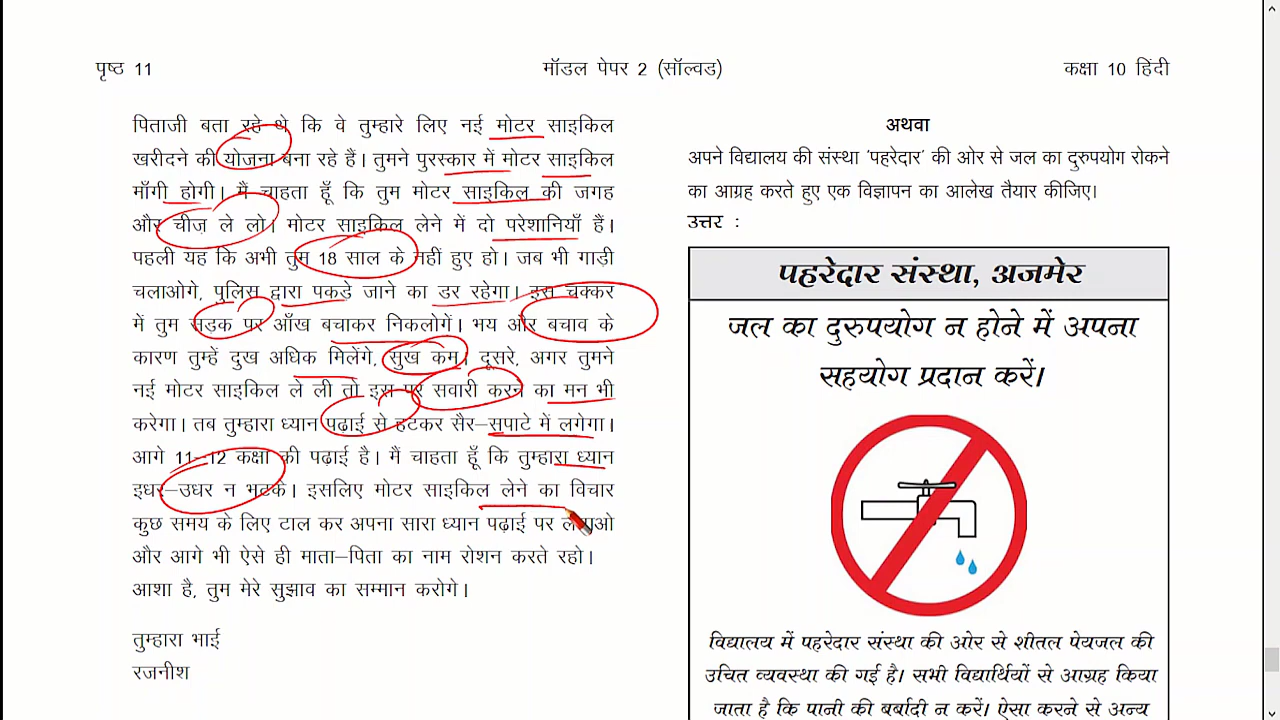 पृष्ठ 11
मॉडल पेपर 2 (सॉल्वड)
कक्षा 10 हिंदी
पिताजी बता रहे थे कि वे तुम्हारे लिए नई मोटर साइकिल
खरीदने की योजना बना रहे हैं। तुमने पुरस्कार में मोटर साइकिल
माँगी होगी। मैं चाहता हूँ कि तुम मोटर साइकिल की जगह
और चीज़ ले लो। मोटर साइकिल लेने में दो परेशानियाँ हैं।
पहली यह कि अभी तुम 18 साल के नहीं हुए हो। जब भी गाड़ी
चलाओगे, पुलिस द्वारा पकड़े जाने का डर रहेगा। इस चक्कर
में तुम सड़क पर आँख बचाकर निकलोगें। भय और बचाव के
कारण तुम्हें दुख अधिक मिलेंगे, सुख कम। दूसरे, अगर तुमने
नई मोटर साइकिल ले ली तो इस पर सवारी करन का मन भी
करेगा। तब तुम्हारा ध्यान पढ़ाई से हटकर सैर–सपाटे में लगेगा।
आगे 11–12 कक्षा की पढ़ाई है। मैं चाहता हूँ कि तुम्हारा ध्यान
इधर–उधर न भटके। इसलिए मोटर साइकिल लेने का विचार
कुछ समय के लिए टाल कर अपना सारा ध्यान पढ़ाई पर लगाओ
और आगे भी ऐसे ही माता–पिता का नाम रोशन करते रहो।
आशा है, तुम मेरे सुझाव का सम्मान करोगे।
तुम्हारा भाई
रजनीश
अथवा
अपने विद्यालय की संस्था 'पहरेदार' की ओर से जल का दुरुपयोग रोकने
का आग्रह करते हुए एक विज्ञापन का आलेख तैयार कीजिए।
उत्तर :
पहरेदार संस्था, अजमेर
जल का दुरुपयोग न होने में अपना
सहयोग प्रदान करें।
विद्यालय में पहरेदार संस्था की ओर से शीतल पेयजल की
उचित व्यवस्था की गई है। सभी विद्यार्थियों से आग्रह किया
जाता है कि पानी की बर्बादी न करें। ऐसा करने से अन्य